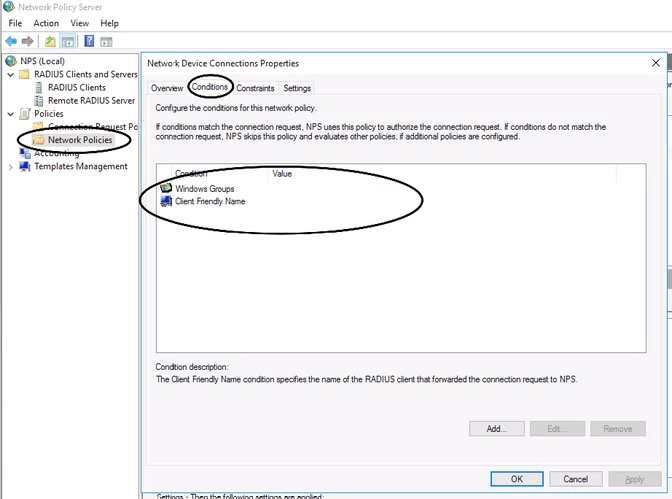 Network Policy Server
File Action View Help
NPS (Local)
RADIUS Clients and Servers
RADIUS Clients
Remote RADIUS Server
Policies
Connection Request Po
Network Policies
Accounting
Templates Management
Network Device Connections Properties
Overview Conditions Constraints Settings
Configure the conditions for this network policy.
If conditions match the connection request, NPS uses this policy to authorize the connection request. If conditions do not match the
connection request, NPS skips this policy and evaluates other policies, if additional policies are configured.
Condition Value
Windows Groups
Client Friendly Name
Condition description:
The Client Friendly Name condition specifies the name of the RADIUS client that forwarded the connection request to NPS.
Add... Edit... Remove
OK Cancel Apply
Settings - Then the following settings are applied: